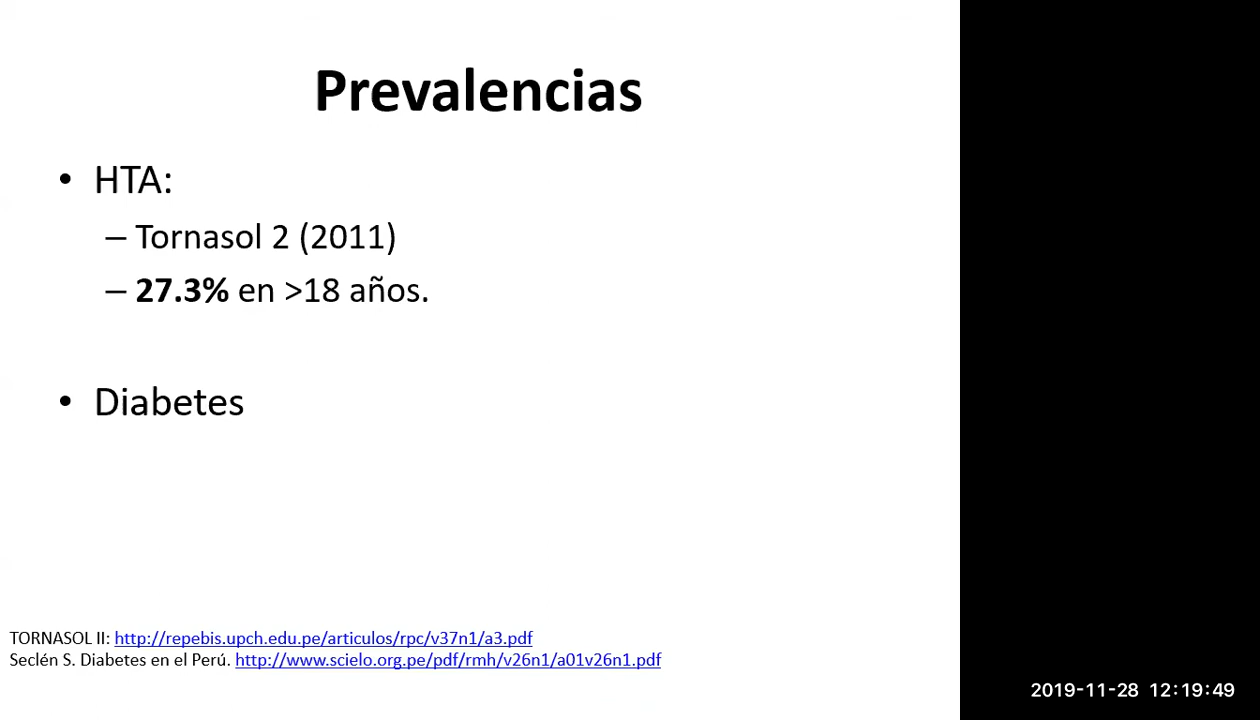 Prevalencias
• HTA:
– Tornasol 2 (2011)
– 27.3% en >18 años.
• Diabetes
TORNASOL II: http://repebis.upch.edu.pe/articulos/rpc/v37n1/a3.pdf
Seclén S. Diabetes en el Perú. http://www.scielo.org.pe/pdf/rmh/v26n1/a01v26n1.pdf
2019-11-28 12:19:49